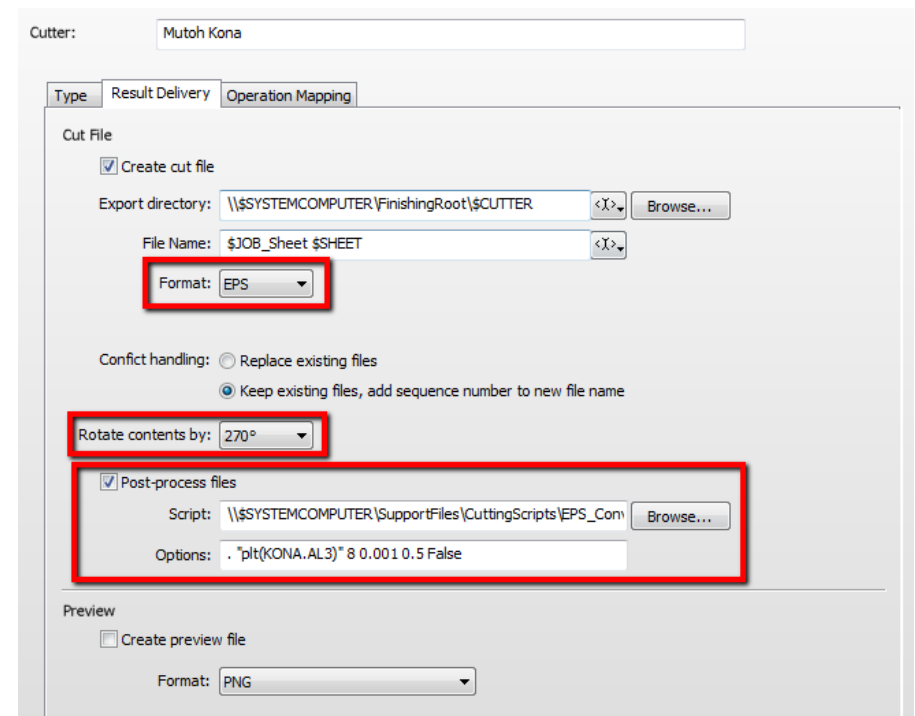 Cutter: Mutoh Kona
Type Result Delivery Operation Mapping
Cut File
Create cut file
Export directory: \\$SYSTEMCOMPUTER\FinishingRoot\$CUTTER <I> Browse...
File Name: $JOB_Sheet $SHEET <I>
Format: EPS
Confict handling: Replace existing files
Keep existing files, add sequence number to new file name
Rotate contents by: 270°
Post-process files
Script: \\$SYSTEMCOMPUTER\SupportFiles\CuttingScripts\EPS_Conv Browse...
Options: . "plt(KONA.AL3)" 8 0.001 0.5 False
Preview
Create preview file
Format: PNG